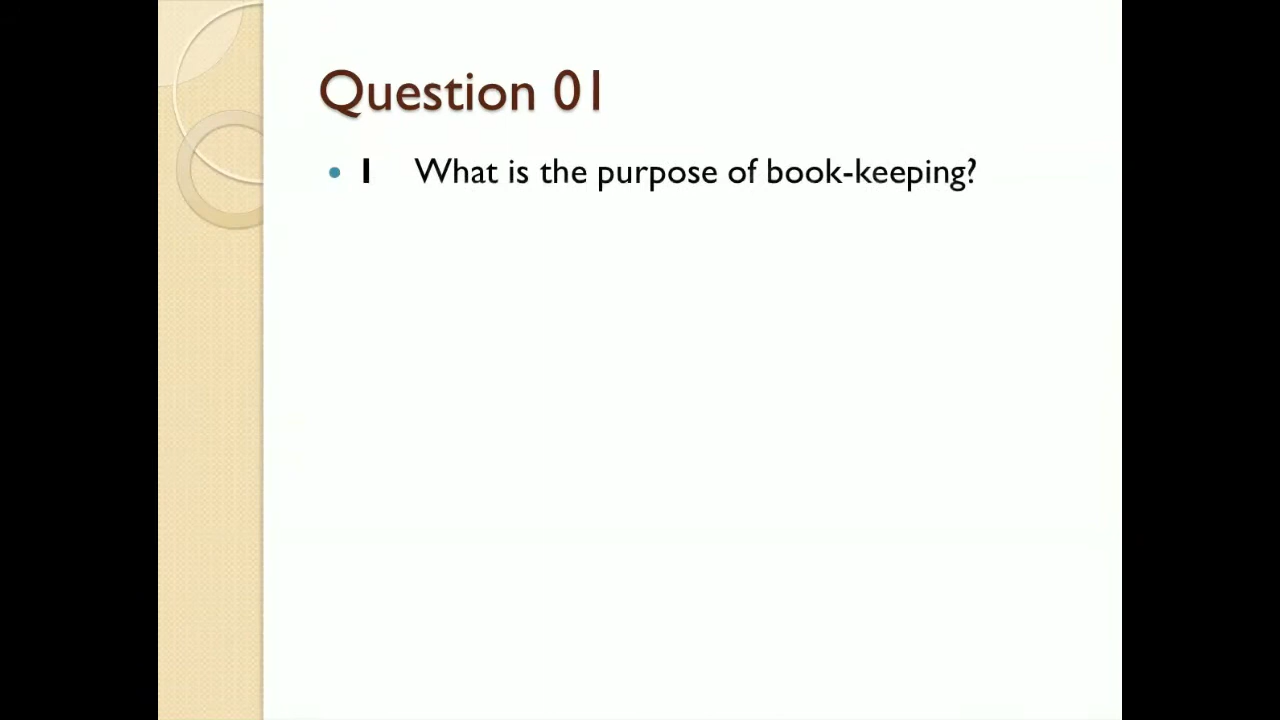 Question 01
• 1 What is the purpose of book-keeping?